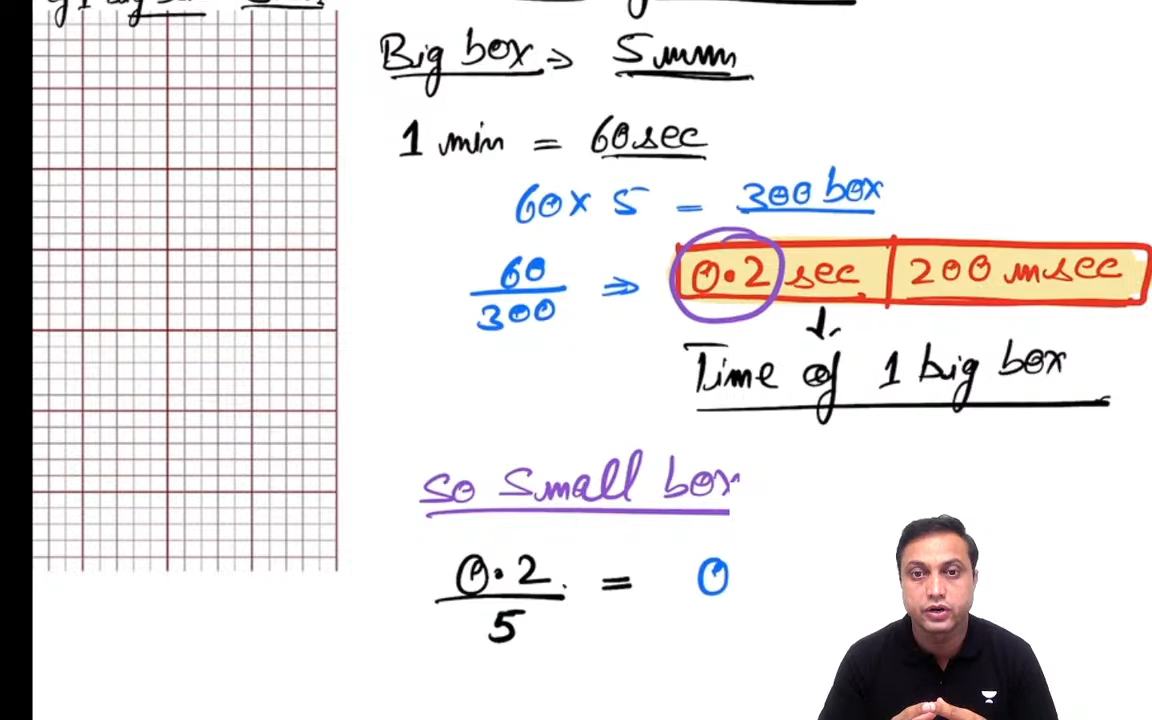 Big box ⇒ 5 mm
1 min = 60 sec
60 x 5 = 300 box
60
300
⇒ 0.2 sec | 200 msec
Time of 1 big box
so small box
0.2
5
= 0